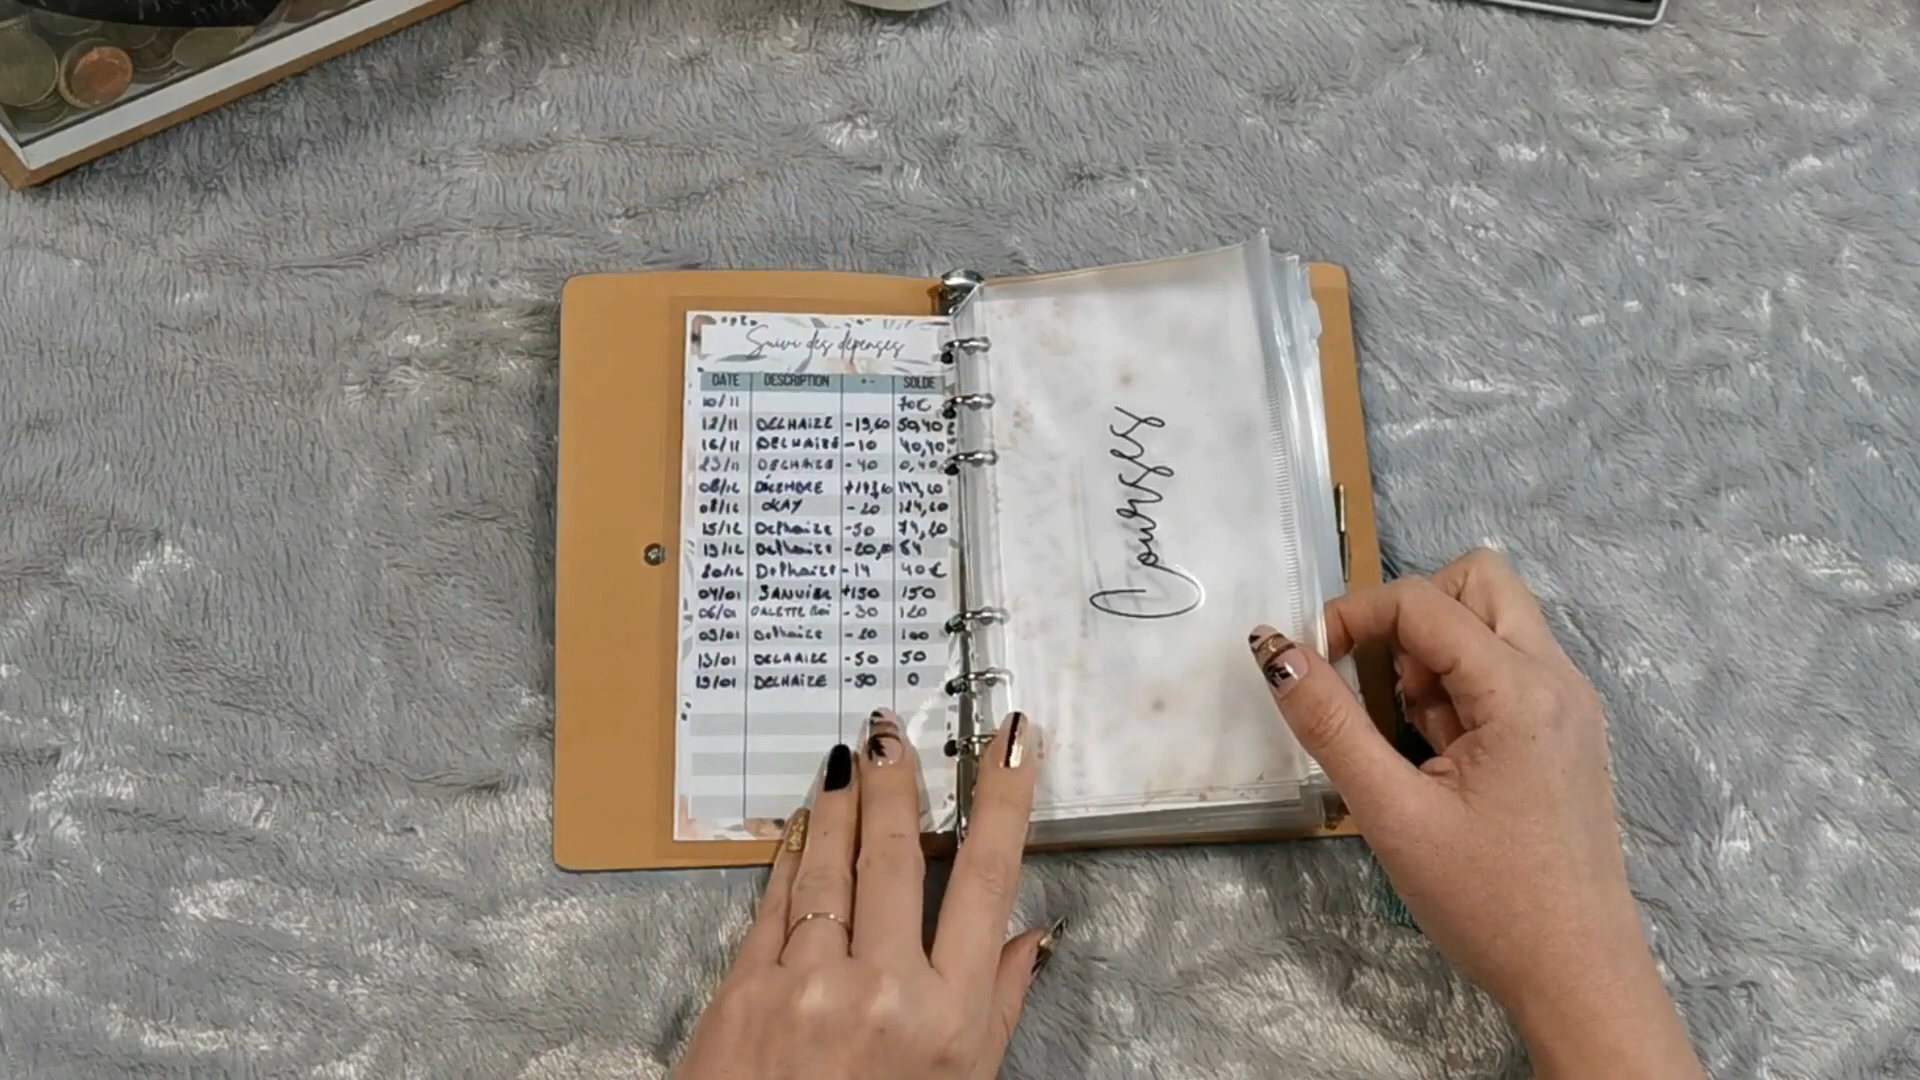 Suivi des dépenses
DATE DESCRIPTION + - SOLDE
10/11 70€
12/11 DELHAIZE -19,60 50,40
16/11 DELHAIZE -10 40,40
23/11 DELHAIZE -40 0,40
08/12 DÉCEMBRE 144,60
08/12 OKAY -20 124,60
15/12 Delhaize -50 74,60
19/12 Delhaize
20/12 Delhaize -14 40€
04/01 JANVIER +150 150
06/01 GALETTE Roi -30 120
09/01 Delhaize -20 100
13/01 DELHAIZE -50 50
19/01 DELHAIZE -50 0
Courses